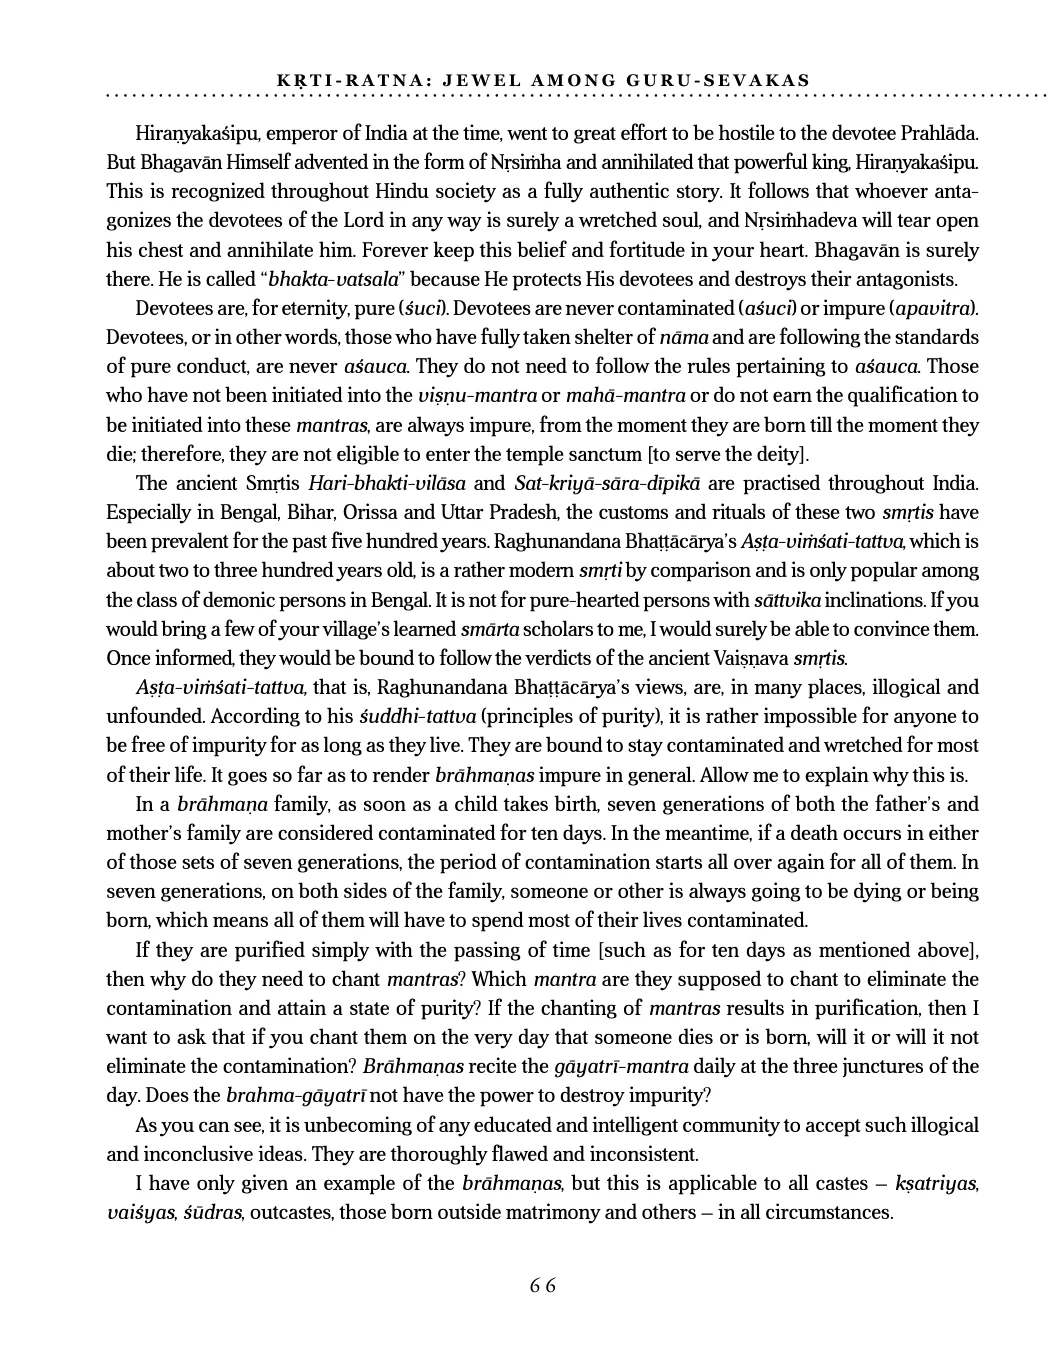 KṚTI-RATNA: JEWEL AMONG GURU-SEVAKAS
Hiraṇyakaśipu, emperor of India at the time, went to great effort to be hostile to the devotee Prahlāda.
But Bhagavān Himself advented in the form of Nṛsiṁha and annihilated that powerful king, Hiraṇyakaśipu.
This is recognized throughout Hindu society as a fully authentic story. It follows that whoever anta-
gonizes the devotees of the Lord in any way is surely a wretched soul, and Nṛsiṁhadeva will tear open
his chest and annihilate him. Forever keep this belief and fortitude in your heart. Bhagavān is surely
there. He is called “bhakta-vatsala” because He protects His devotees and destroys their antagonists.
Devotees are, for eternity, pure (śuci). Devotees are never contaminated (aśuci) or impure (apavitra).
Devotees, or in other words, those who have fully taken shelter of nāma and are following the standards
of pure conduct, are never aśauca. They do not need to follow the rules pertaining to aśauca. Those
who have not been initiated into the viṣṇu-mantra or mahā-mantra or do not earn the qualification to
be initiated into these mantras, are always impure, from the moment they are born till the moment they
die; therefore, they are not eligible to enter the temple sanctum [to serve the deity].
The ancient Smṛtis Hari-bhakti-vilāsa and Sat-kriyā-sāra-dīpikā are practised throughout India.
Especially in Bengal, Bihar, Orissa and Uttar Pradesh, the customs and rituals of these two smṛtis have
been prevalent for the past five hundred years. Raghunandana Bhaṭṭācārya’s Aṣṭa-viṁśati-tattva, which is
about two to three hundred years old, is a rather modern smṛti by comparison and is only popular among
the class of demonic persons in Bengal. It is not for pure-hearted persons with sāttvika inclinations. If you
would bring a few of your village’s learned smārta scholars to me, I would surely be able to convince them.
Once informed, they would be bound to follow the verdicts of the ancient Vaiṣṇava smṛtis.
Aṣṭa-viṁśati-tattva, that is, Raghunandana Bhaṭṭācārya’s views, are, in many places, illogical and
unfounded. According to his śuddhi-tattva (principles of purity), it is rather impossible for anyone to
be free of impurity for as long as they live. They are bound to stay contaminated and wretched for most
of their life. It goes so far as to render brāhmaṇas impure in general. Allow me to explain why this is.
In a brāhmaṇa family, as soon as a child takes birth, seven generations of both the father’s and
mother’s family are considered contaminated for ten days. In the meantime, if a death occurs in either
of those sets of seven generations, the period of contamination starts all over again for all of them. In
seven generations, on both sides of the family, someone or other is always going to be dying or being
born, which means all of them will have to spend most of their lives contaminated.
If they are purified simply with the passing of time [such as for ten days as mentioned above],
then why do they need to chant mantras? Which mantra are they supposed to chant to eliminate the
contamination and attain a state of purity? If the chanting of mantras results in purification, then I
want to ask that if you chant them on the very day that someone dies or is born, will it or will it not
eliminate the contamination? Brāhmaṇas recite the gāyatrī-mantra daily at the three junctures of the
day. Does the brahma-gāyatrī not have the power to destroy impurity?
As you can see, it is unbecoming of any educated and intelligent community to accept such illogical
and inconclusive ideas. They are thoroughly flawed and inconsistent.
I have only given an example of the brāhmaṇas, but this is applicable to all castes – kṣatriyas,
vaiśyas, śūdras, outcastes, those born outside matrimony and others – in all circumstances.
66